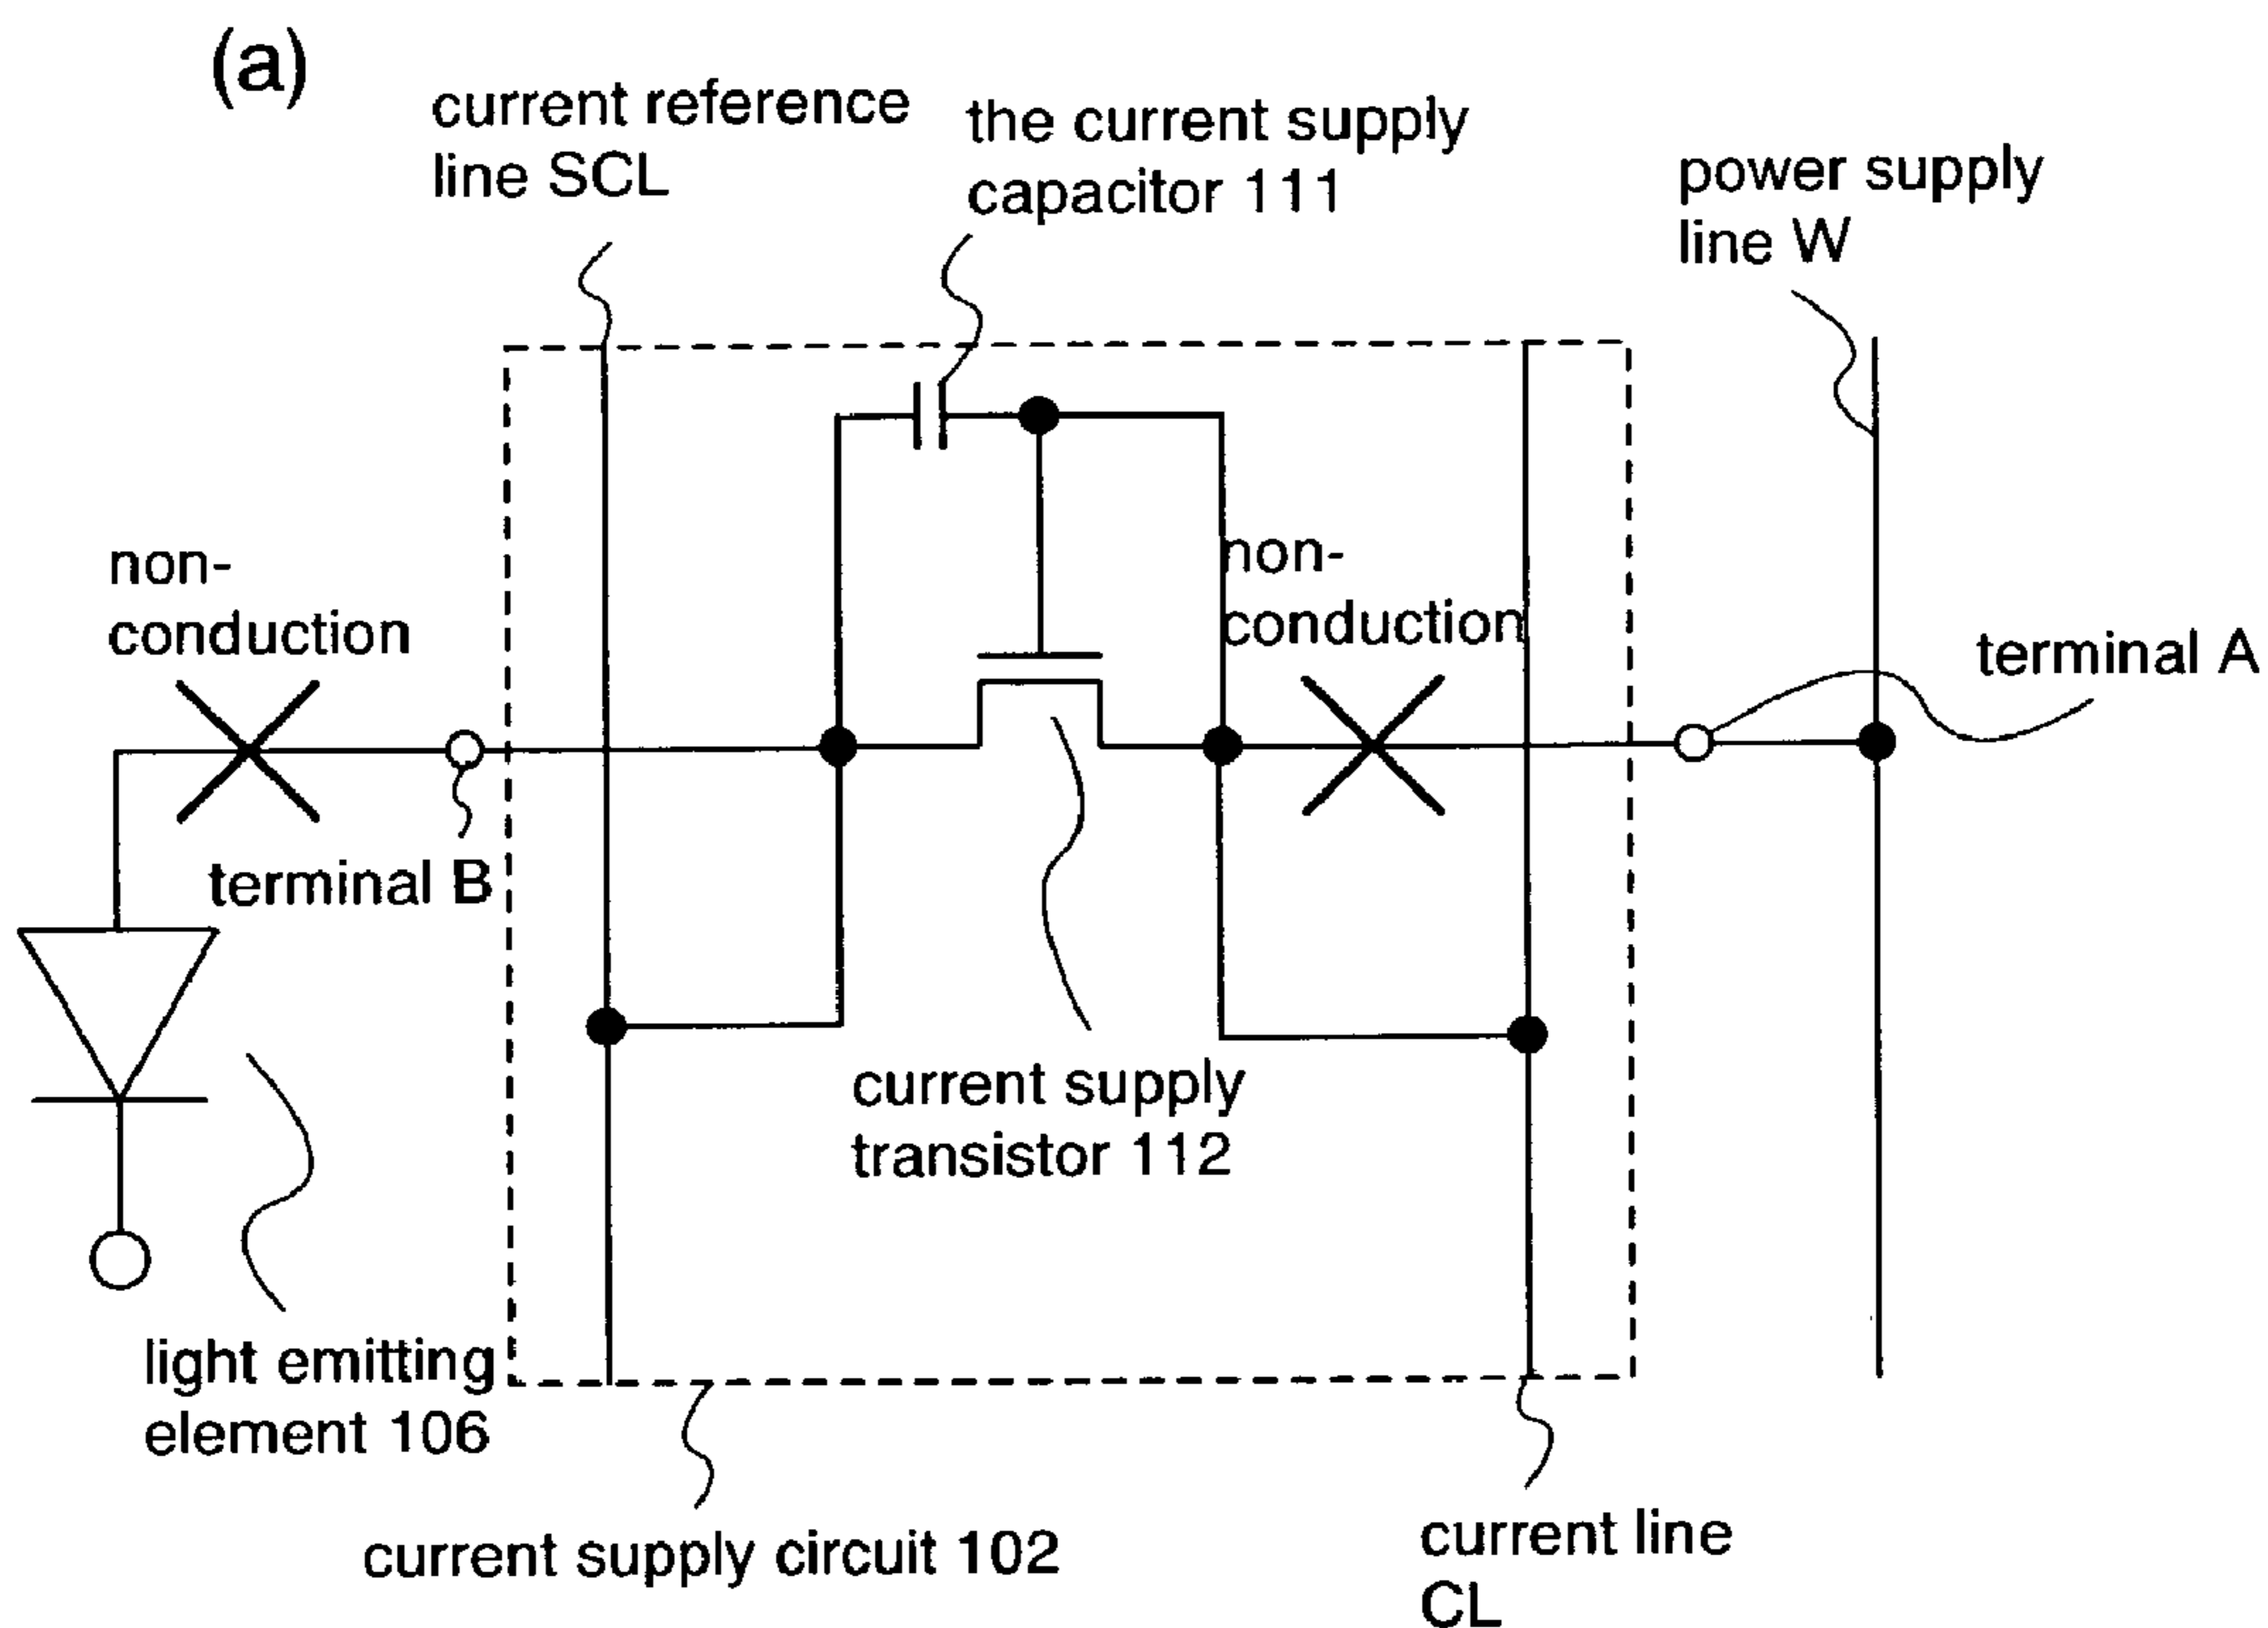 (a)
current reference
line SCL
the current supply
capacitor 111
power supply
line W
non-
conduction
non-
conduction
terminal A
terminal B
current supply
transistor 112
light emitting
element 106
current supply circuit 102
current line
CL